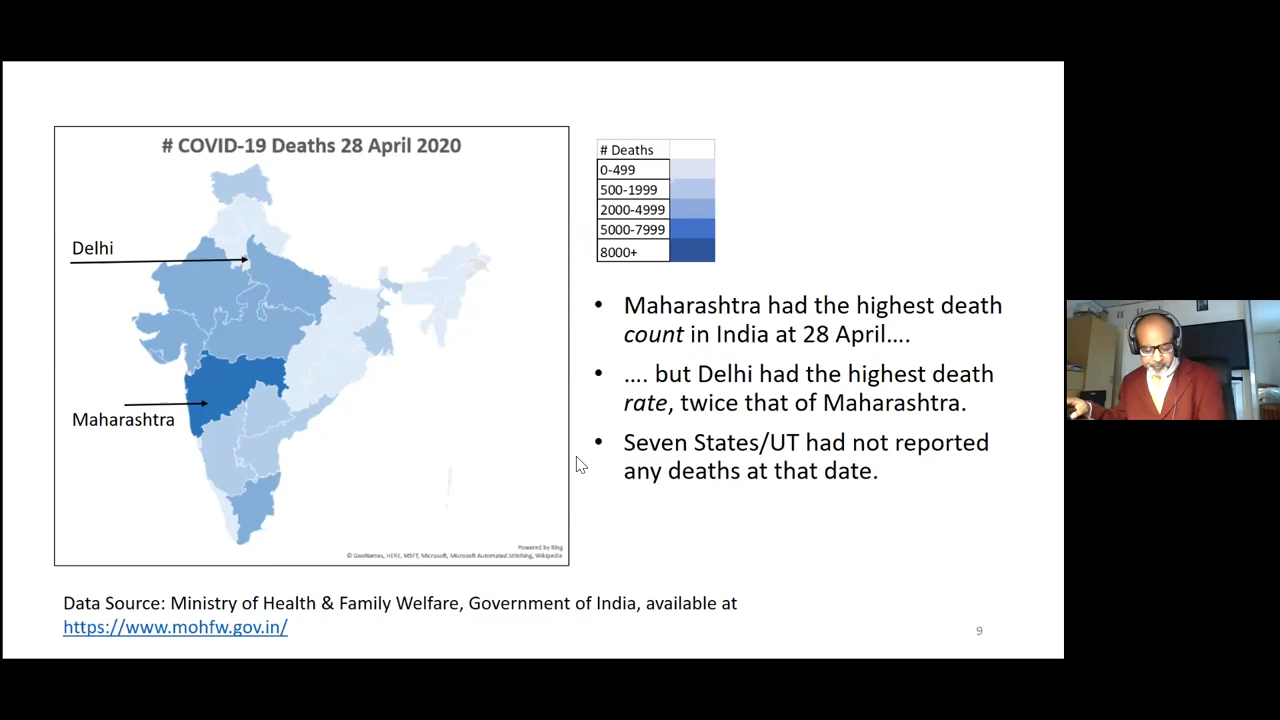 # COVID-19 Deaths 28 April 2020
Delhi
Maharashtra
Powered by Bing
© GeoNames, HERE, MSFT, Microsoft, Microsoft Automated Stitching, Wikipedia
# Deaths
0-499
500-1999
2000-4999
5000-7999
8000+
• Maharashtra had the highest death
count in India at 28 April....
• .... but Delhi had the highest death
rate, twice that of Maharashtra.
• Seven States/UT had not reported
any deaths at that date.
Data Source: Ministry of Health & Family Welfare, Government of India, available at
https://www.mohfw.gov.in/
9